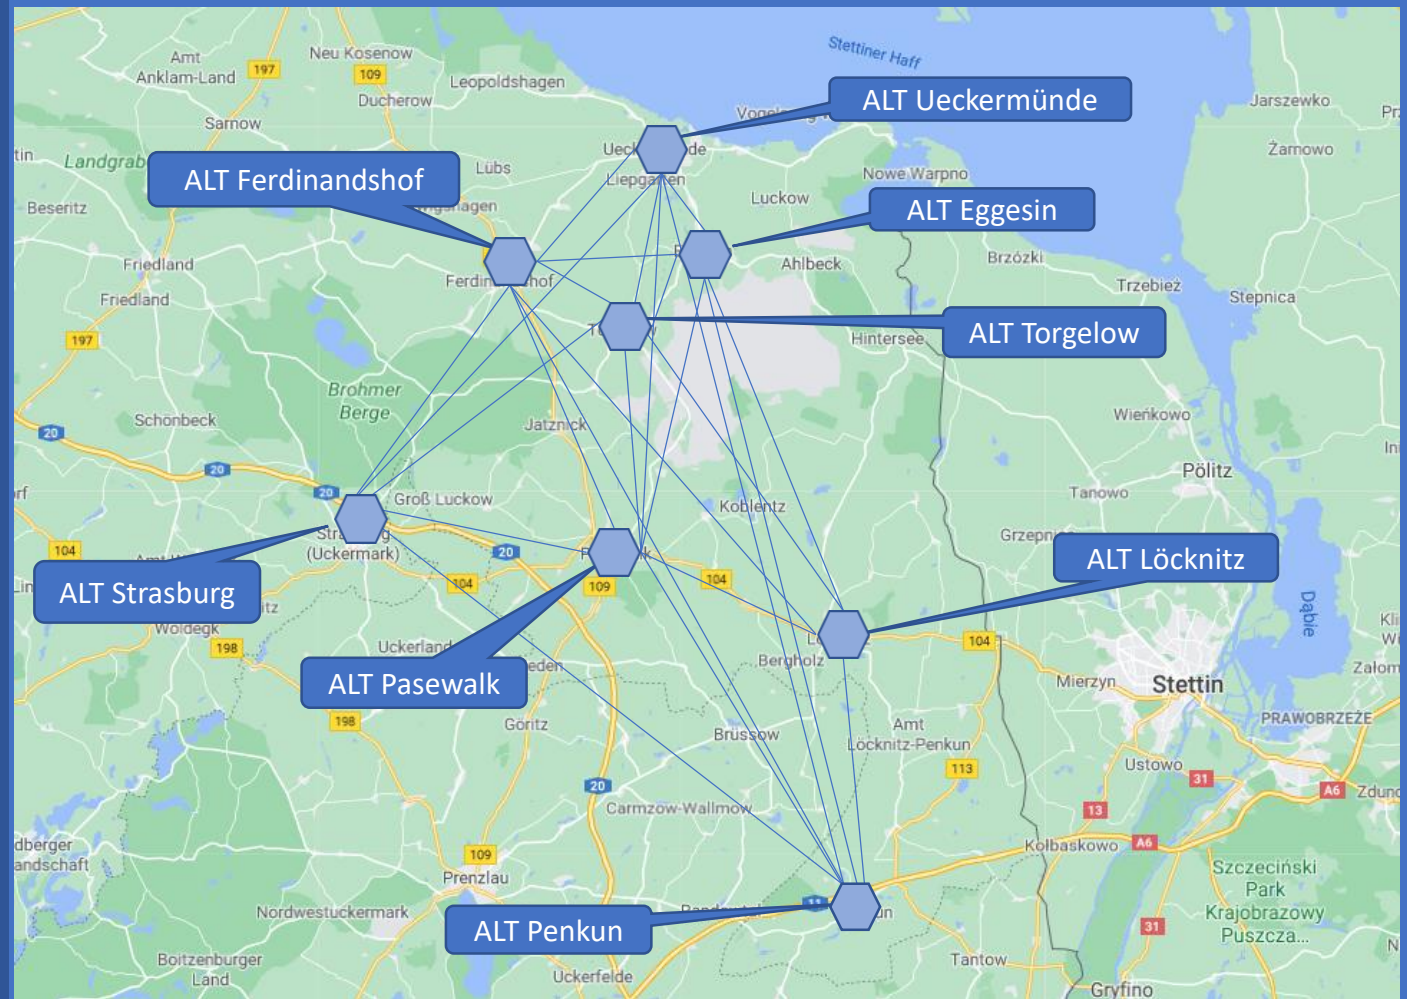 Stettiner Haff
Amt
Anklam-Land
197
Neu Kosenow
109
Ducherow
Leopoldshagen
ALT Ueckermünde
Jarszewko
Sarnow
Landgrab
Lübs
Liepgarten
Luckow
Nowe Warpno
Żarnowo
ALT Ferdinandshof
Beseritz
ALT Eggesin
Friedland
Friedland
Ahlbeck
Brzózki
Trzebież
Stepnica
197
ALT Torgelow
Hintersee
Brohmer
Berge
Schönbeck
Jatznick
Wieńkowo
20
20
20
Pölitz
Groß Luckow
Koblentz
Tanowo
(Uckermark)
20
104
104
109
104
ALT Löcknitz
ALT Strasburg
Woldegk
198
Dąbie
Uckerland
Bergholz
104
ALT Pasewalk
Mierzyn
Stettin
198
Göritz
Brüssow
Amt
Löcknitz-Penkun
PRAWOBRZEŻE
113
Ustowo
31
A6
20
Carmzow-Wallmow
13
Kołbaskowo
A6
109
Prenzlau
Szczeciński
Park
Krajobrazowy
Puszcza...
Nordwestuckermark
11
ALT Penkun
31
Boitzenburger
Land
Uckerfelde
Tantow
Gryfino